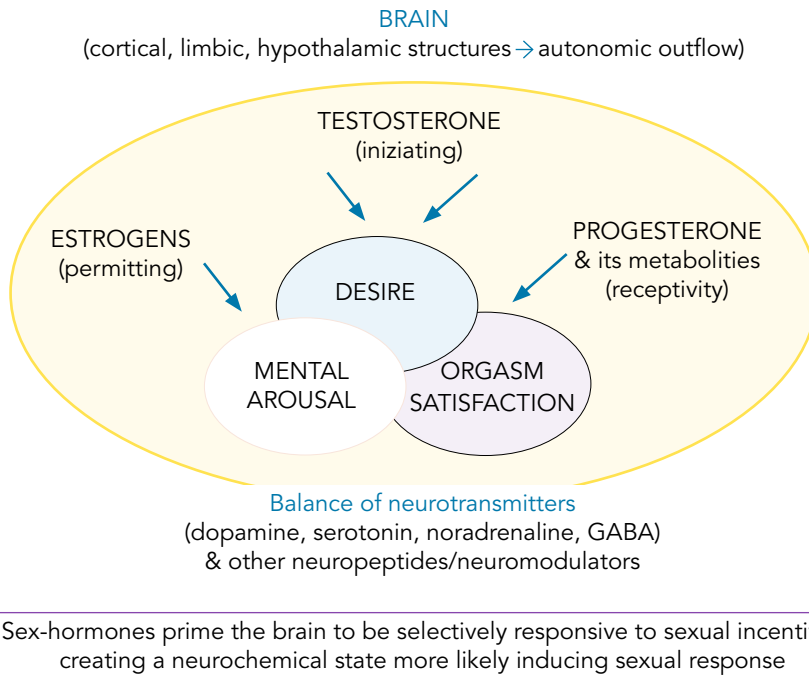 BRAIN
(cortical, limbic, hypothalamic structures → autonomic outflow)
TESTOSTERONE
(iniziating)
ESTROGENS
(permitting)
PROGESTERONE
& its metabolities
(receptivity)
DESIRE
MENTAL
AROUSAL
ORGASM
SATISFACTION
Balance of neurotransmitters
(dopamine, serotonin, noradrenaline, GABA)
& other neuropeptides/neuromodulators
Sex-hormones prime the brain to be selectively responsive to sexual
creating a neurochemical state more likely inducing sexual response